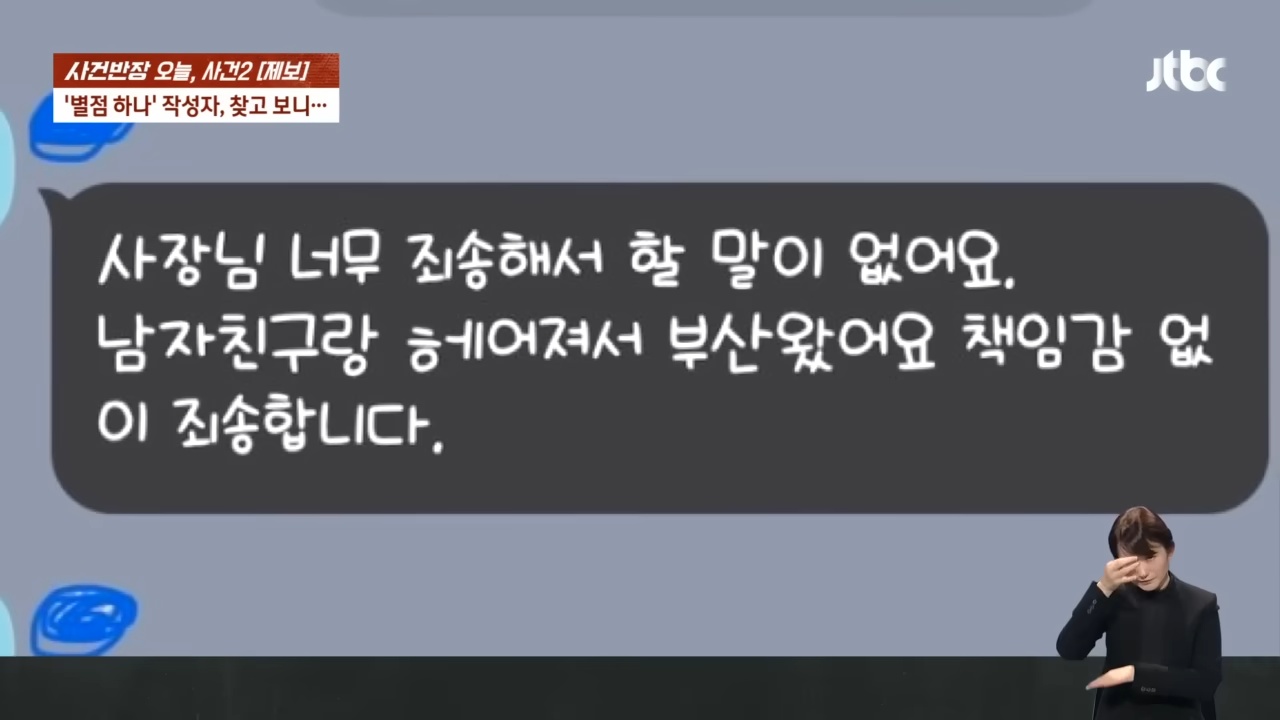 사건반장 오늘, 사건2 [제보]
'별점 하나' 작성자, 찾고 보니…
jtbc
사장님 너무 죄송해서 할 말이 없어요.
남자친구랑 헤어져서 부산왔어요 책임감 없
이 죄송합니다.